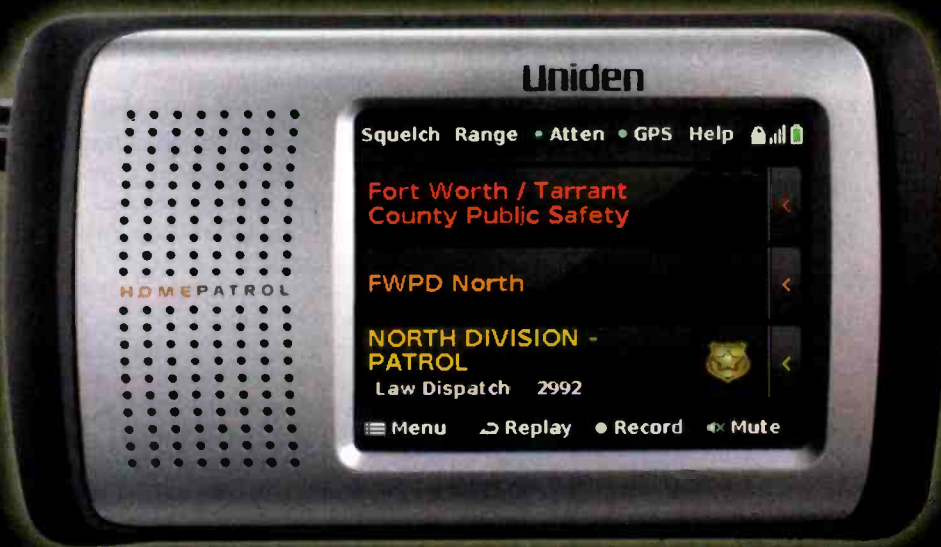 Uniden
Squelch Range • Atten • GPS Help
Fort Worth / Tarrant
County Public Safety
FWPD North
HOMEPATROL
NORTH DIVISION -
PATROL
Law Dispatch 2992
Menu Replay Record Mute